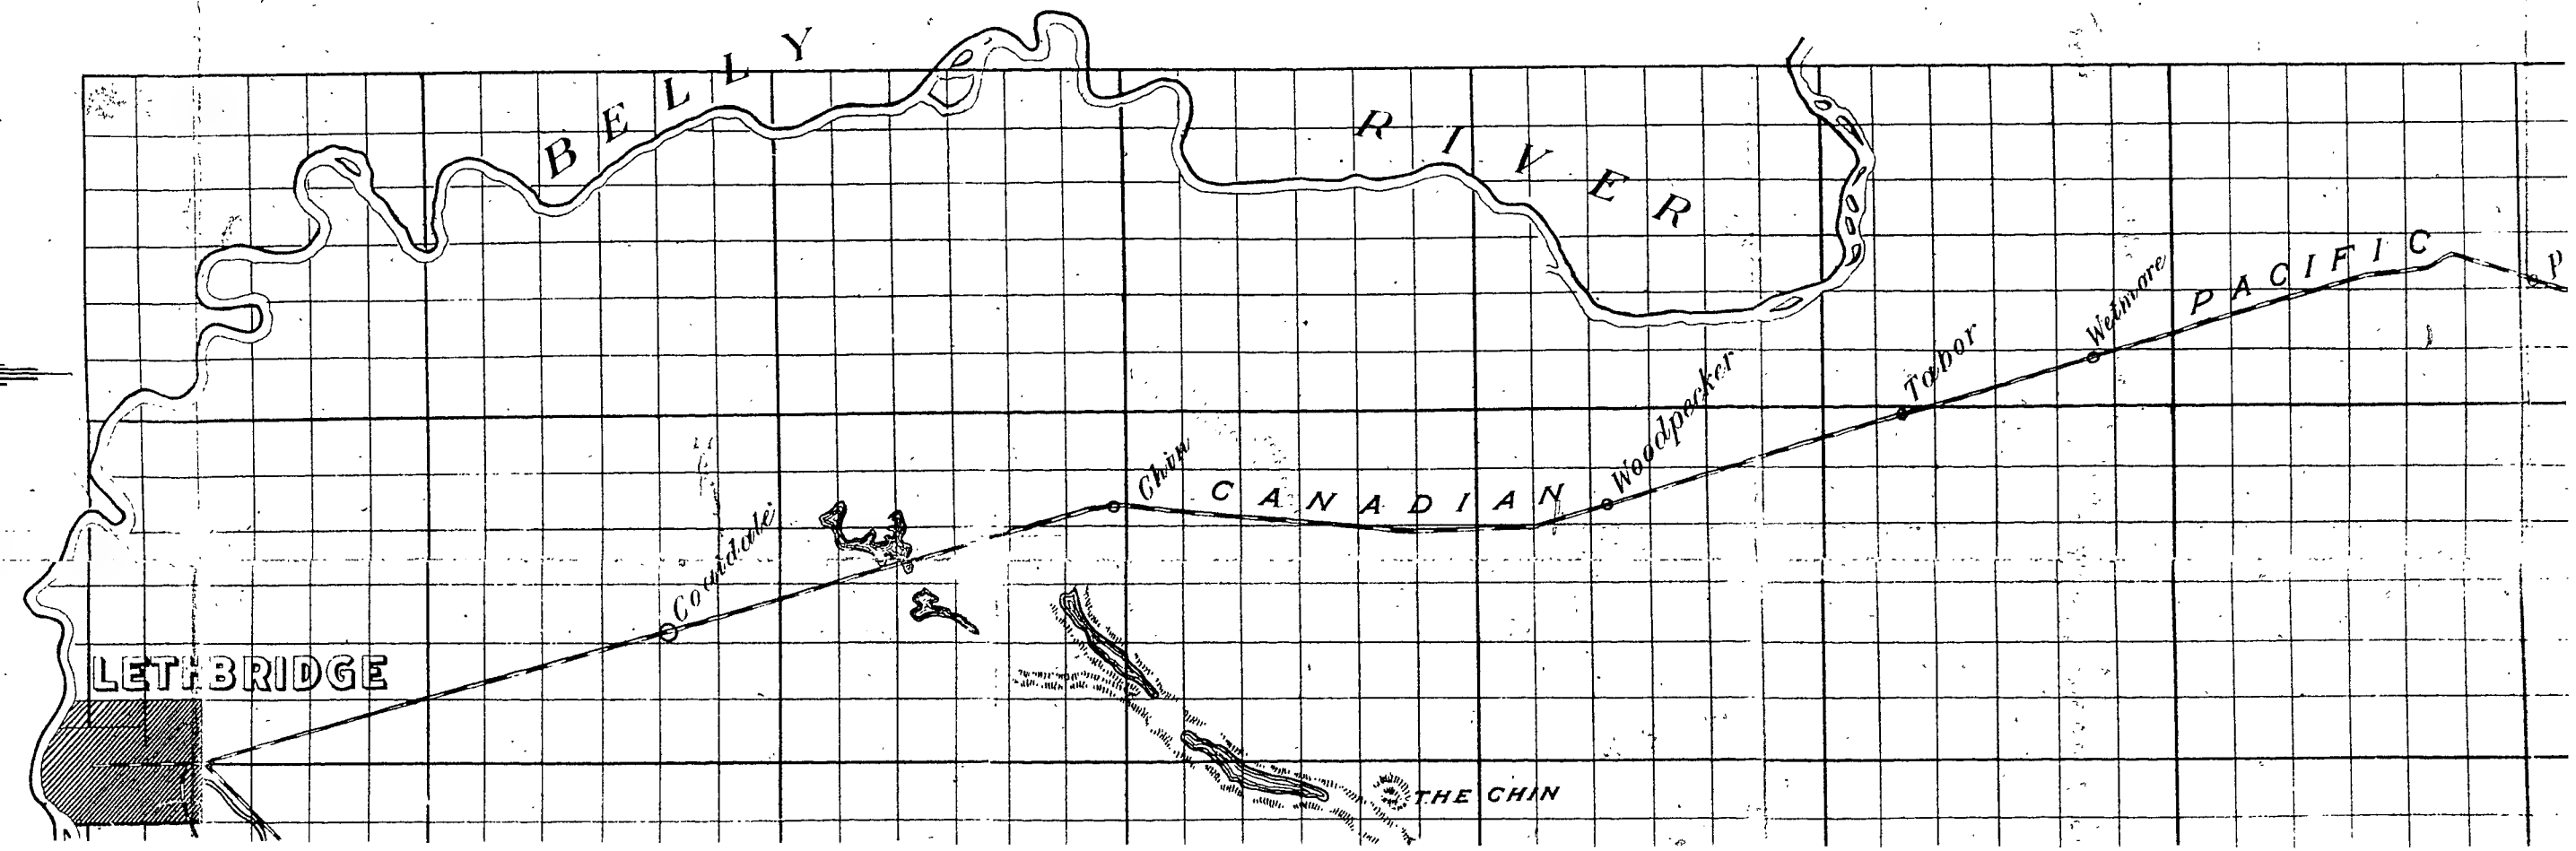 BELLY RIVER
PACIFIC
P
Wetmore
Tabor
Woodpecker
Chin
CANADIAN
Coaldale
LETHBRIDGE
THE CHIN